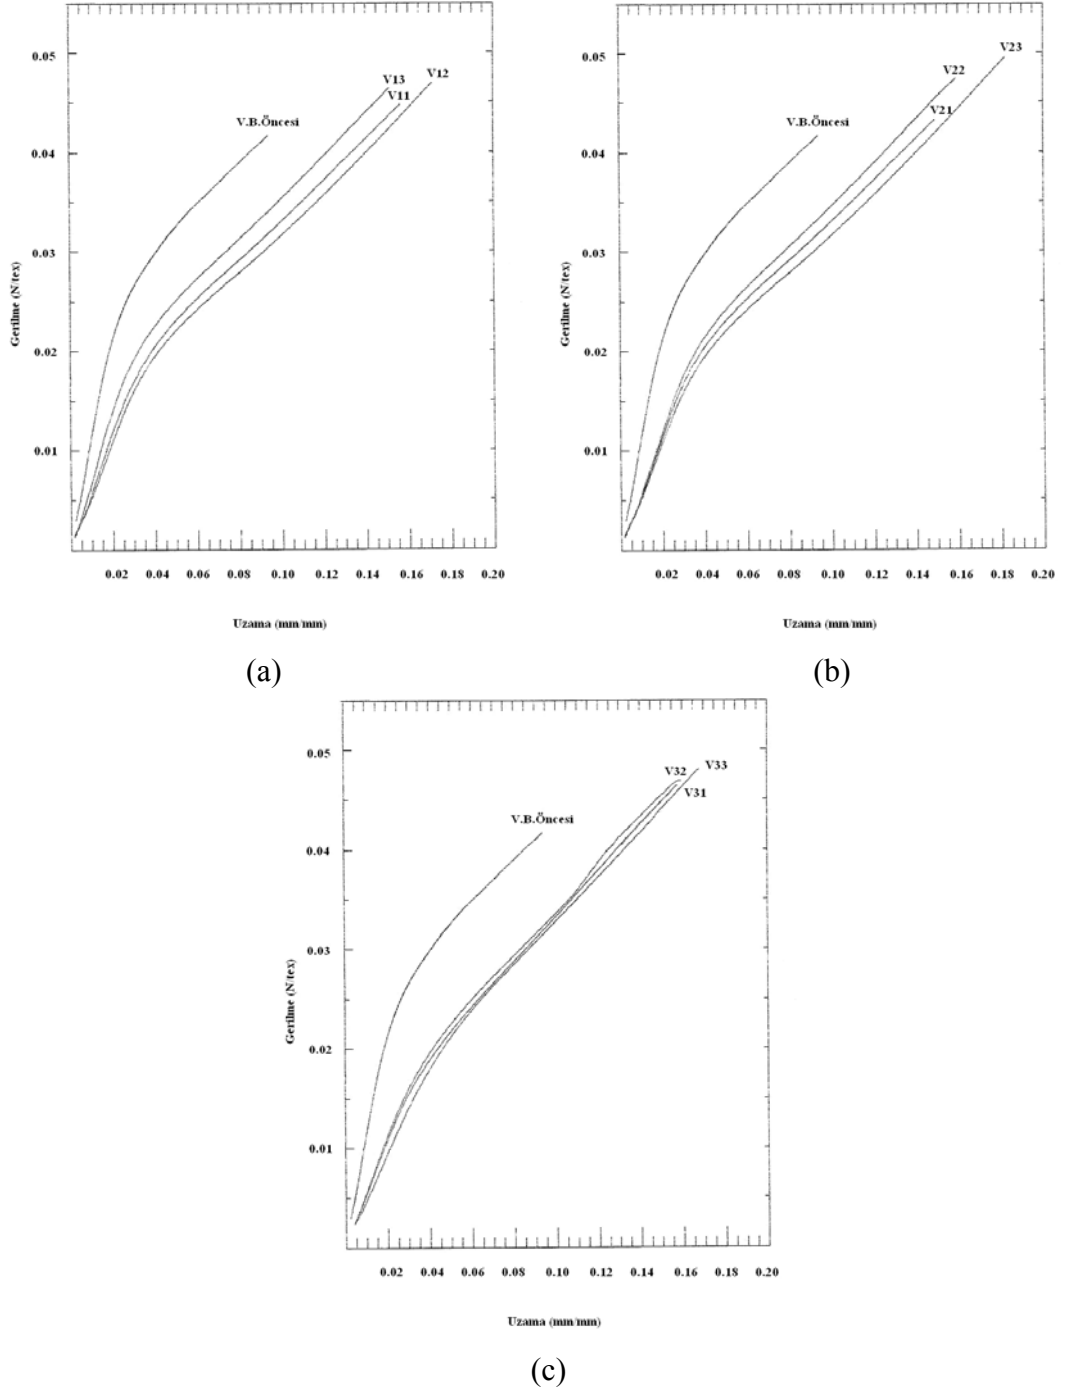 0.05
0.04
0.03
0.02
0.01
Gerilme (N/tex)
V.B.Öncesi
V13
V12
V11
0.02 0.04 0.06 0.08 0.10 0.12 0.14 0.16 0.18 0.20
Uzama (mm/mm)
(a)
0.05
0.04
0.03
0.02
0.01
Gerilme (N/tex)
V.B.Öncesi
V22
V23
V21
0.02 0.04 0.06 0.08 0.10 0.12 0.14 0.16 0.18 0.20
Uzama (mm/mm)
(b)
0.05
0.04
0.03
0.02
0.01
Gerilme (N/tex)
V.B.Öncesi
V32
V33
V31
0.02 0.04 0.06 0.08 0.10 0.12 0.14 0.16 0.18 0.20
Uzama (mm/mm)
(c)